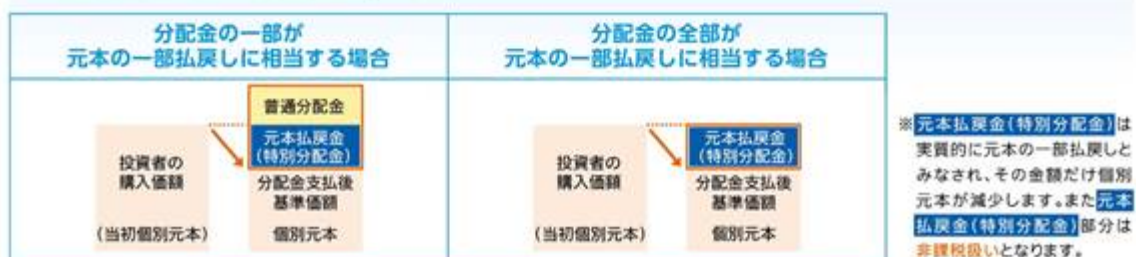 分配金の一部が
元本の一部払戻しに相当する場合
分配金の全部が
元本の一部払戻しに相当する場合
普通分配金
元本払戻金
(特別分配金)
投資者の
購入価額
(当初個別元本)
分配金支払後
基準価額
個別元本
元本払戻金
(特別分配金)
投資者の
購入価額
(当初個別元本)
分配金支払後
基準価額
個別元本
※元本払戻金(特別分配金)は
実質的に元本の一部払戻しと
みなされ、その金額だけ個別
元本が減少します。また元本
払戻金(特別分配金)部分は
非課税扱いとなります。